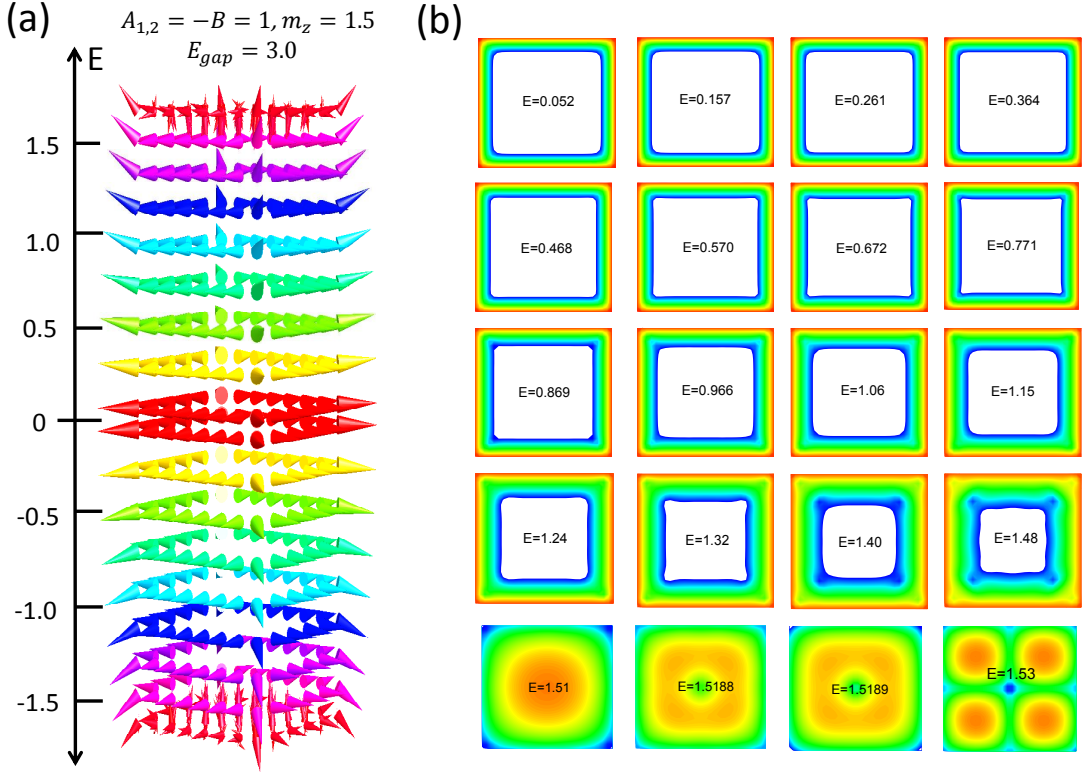 (a)
A₁,₂ = −B = 1, m_z = 1.5
E_gap = 3.0
E
1.5
1.0
0.5
0
-0.5
-1.0
-1.5
(b)
E=0.052 E=0.157 E=0.261 E=0.364
E=0.468 E=0.570 E=0.672 E=0.771
E=0.869 E=0.966 E=1.06 E=1.15
E=1.24 E=1.32 E=1.40 E=1.48
E=1.51 E=1.5188 E=1.5189 E=1.53